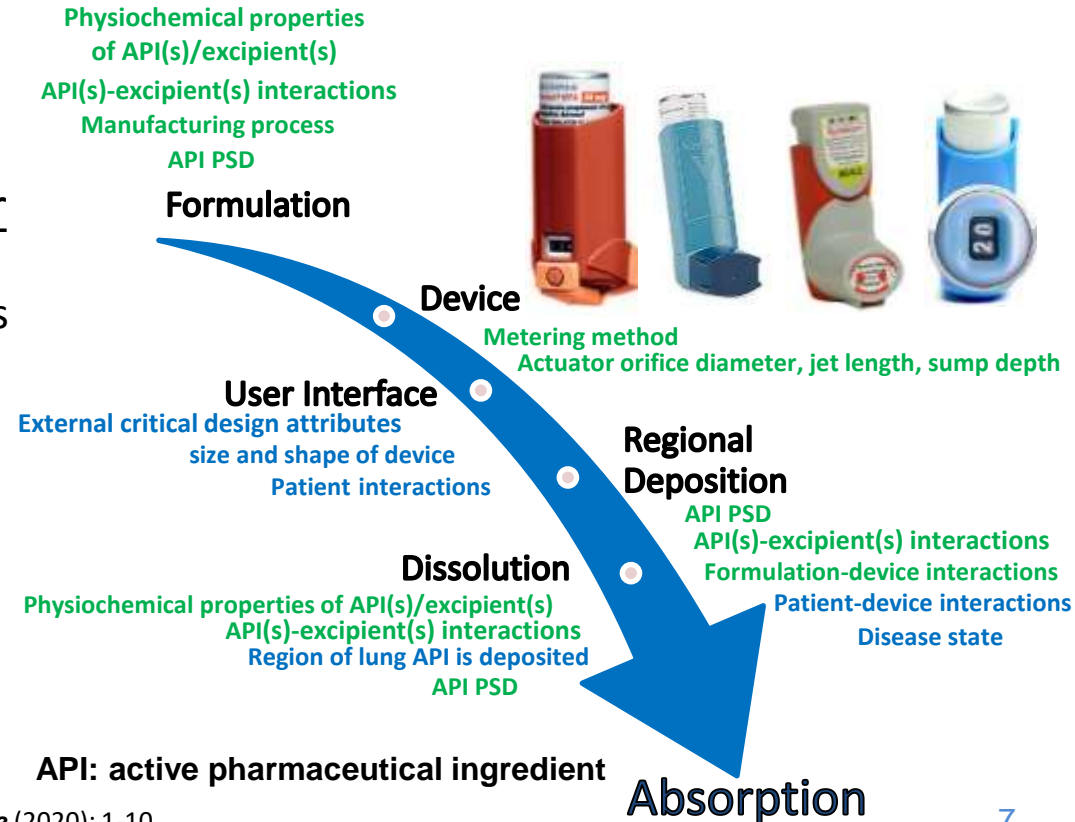 Physiochemical properties
of API(s)/excipient(s)
API(s)-excipient(s) interactions
Manufacturing process
API PSD
Formulation
Device
Metering method
Actuator orifice diameter, jet length, sump depth
User Interface
External critical design attributes
size and shape of device
Patient interactions
Regional
Deposition
API PSD
API(s)-excipient(s) interactions
Formulation-device interactions
Patient-device interactions
Disease state
Dissolution
Physiochemical properties of API(s)/excipient(s)
API(s)-excipient(s) interactions
Region of lung API is deposited
API PSD
API: active pharmaceutical ingredient
Absorption
(2020): 1-10
7